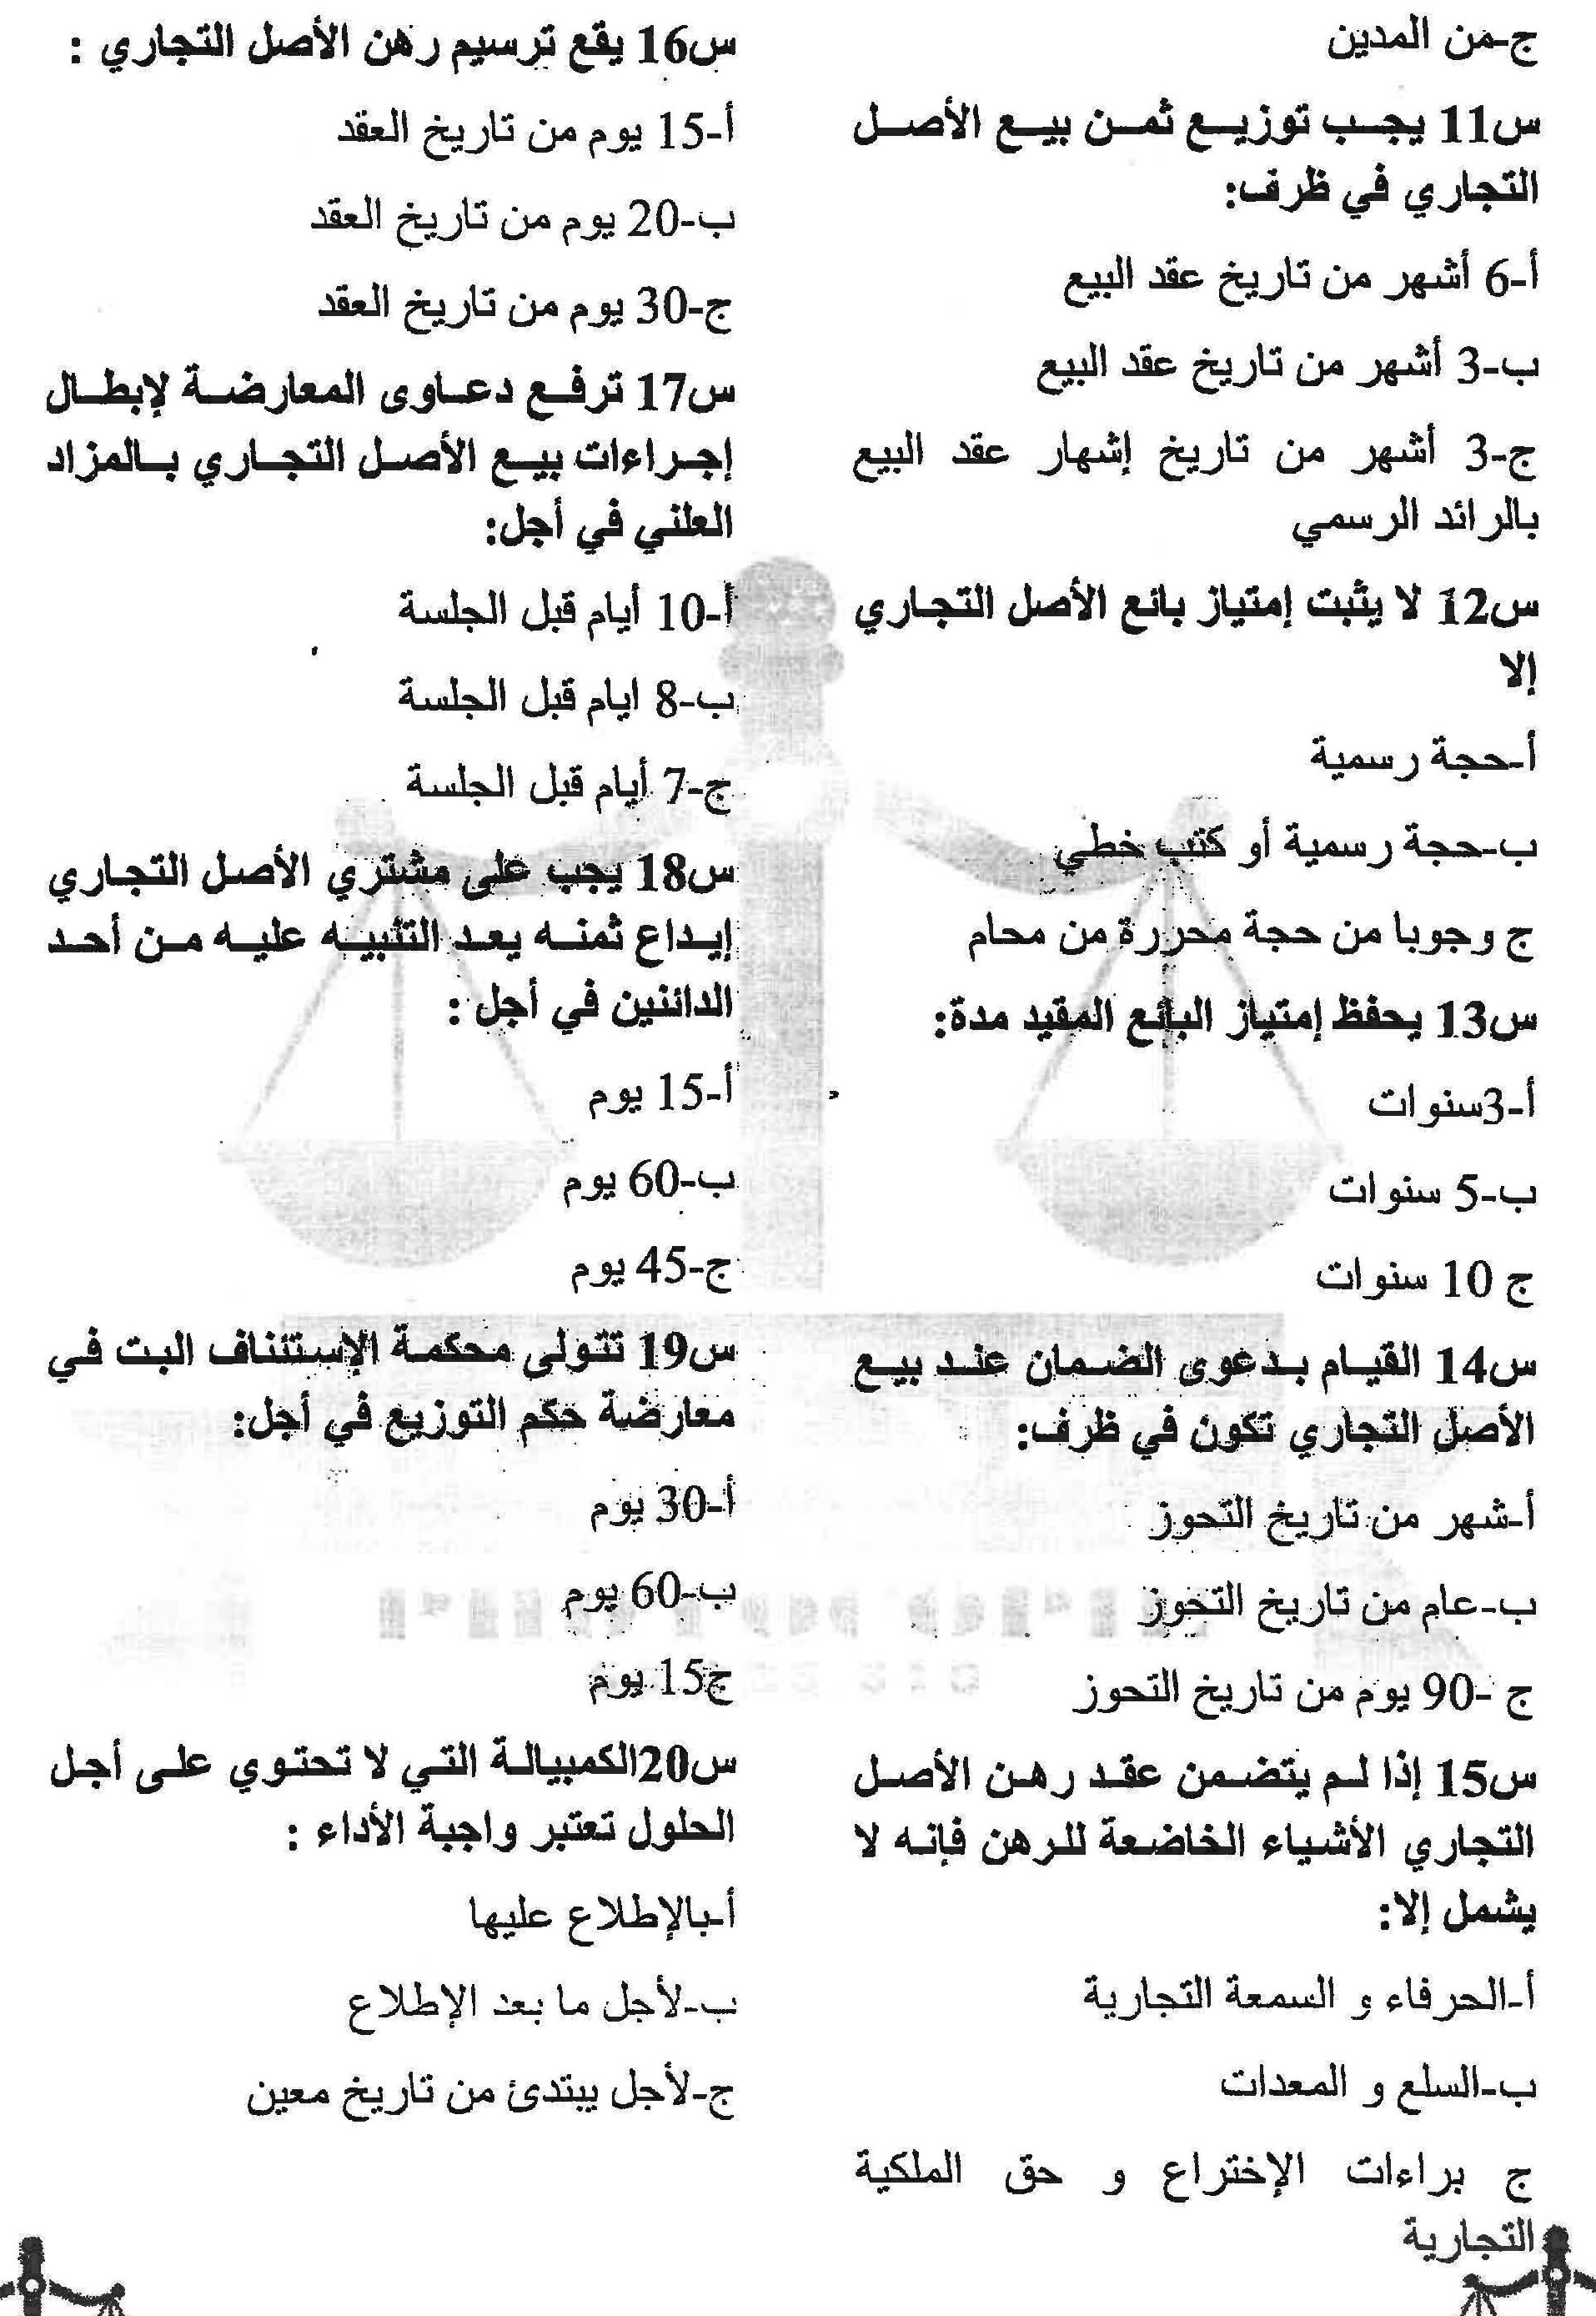 ج-من المدين
س11 يجب توزيع ثمن بيع الأصل
التجاري في ظرف:
أ-6 أشهر من تاريخ عقد البيع
ب-3 أشهر من تاريخ عقد البيع
ج-3 أشهر من تاريخ إشهار عقد البيع
بالرائد الرسمي
س12 لا يثبت إمتياز بائع الأصل التجاري
إلا
أ-حجة رسمية
ب-حجة رسمية أو كتب خطي
ج وجوبا من حجة محررة من محام
س13 يحفظ إمتياز البائع المقيد مدة:
أ-3سنوات
ب-5 سنوات
ج 10 سنوات
س14 القيام بدعوى الضمان عند بيع
الأصل التجاري تكون في ظرف:
أ-شهر من تاريخ التحوز
ب-عام من تاريخ التحوز
ج -90 يوم من تاريخ التحوز
س15 إذا لم يتضمن عقد رهن الأصل
التجاري الأشياء الخاضعة للرهن فإنه لا
يشمل إلا:
أ-الحرفاء و السمعة التجارية
ب-السلع و المعدات
ج براءات الإختراع و حق الملكية
التجارية
س16 يقع ترسيم رهن الأصل التجاري :
أ-15 يوم من تاريخ العقد
ب-20 يوم من تاريخ العقد
ج-30 يوم من تاريخ العقد
س17 ترفع دعاوى المعارضة لإبطال
إجراءات بيع الأصل التجاري بالمزاد
العلني في أجل:
أ-10 أيام قبل الجلسة
ب-8 ايام قبل الجلسة
ج-7 أيام قبل الجلسة
س18 يجب على مشتري الأصل التجاري
إيداع ثمنه بعد التنبيه عليه من أحد
الدائنين في أجل :
أ-15 يوم
ب-60 يوم
ج-45 يوم
س19 تتولى محكمة الإستئناف البت في
معارضة حكم التوزيع في أجل:
أ-30 يوم
ب-60 يوم
ج15 يوم
س20الكمبيالة التي لا تحتوي على أجل
الحلول تعتبر واجبة الأداء :
أ-بالإطلاع عليها
ب-لأجل ما بعد الإطلاع
ج-لأجل يبتدئ من تاريخ معين